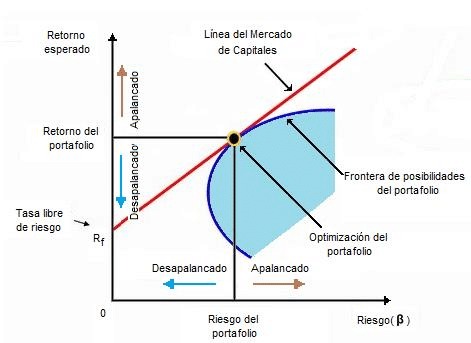 Retorno
esperado
Línea del Mercado
de Capitales
Apalancado
Retorno del
portafolio
Desapalancado
Frontera de posibilidades
del portafolio
Tasa libre
de riesgo
Rf
Optimización del
portafolio
Desapalancado
Apalancado
0
Riesgo del
portafolio
Riesgo(β)